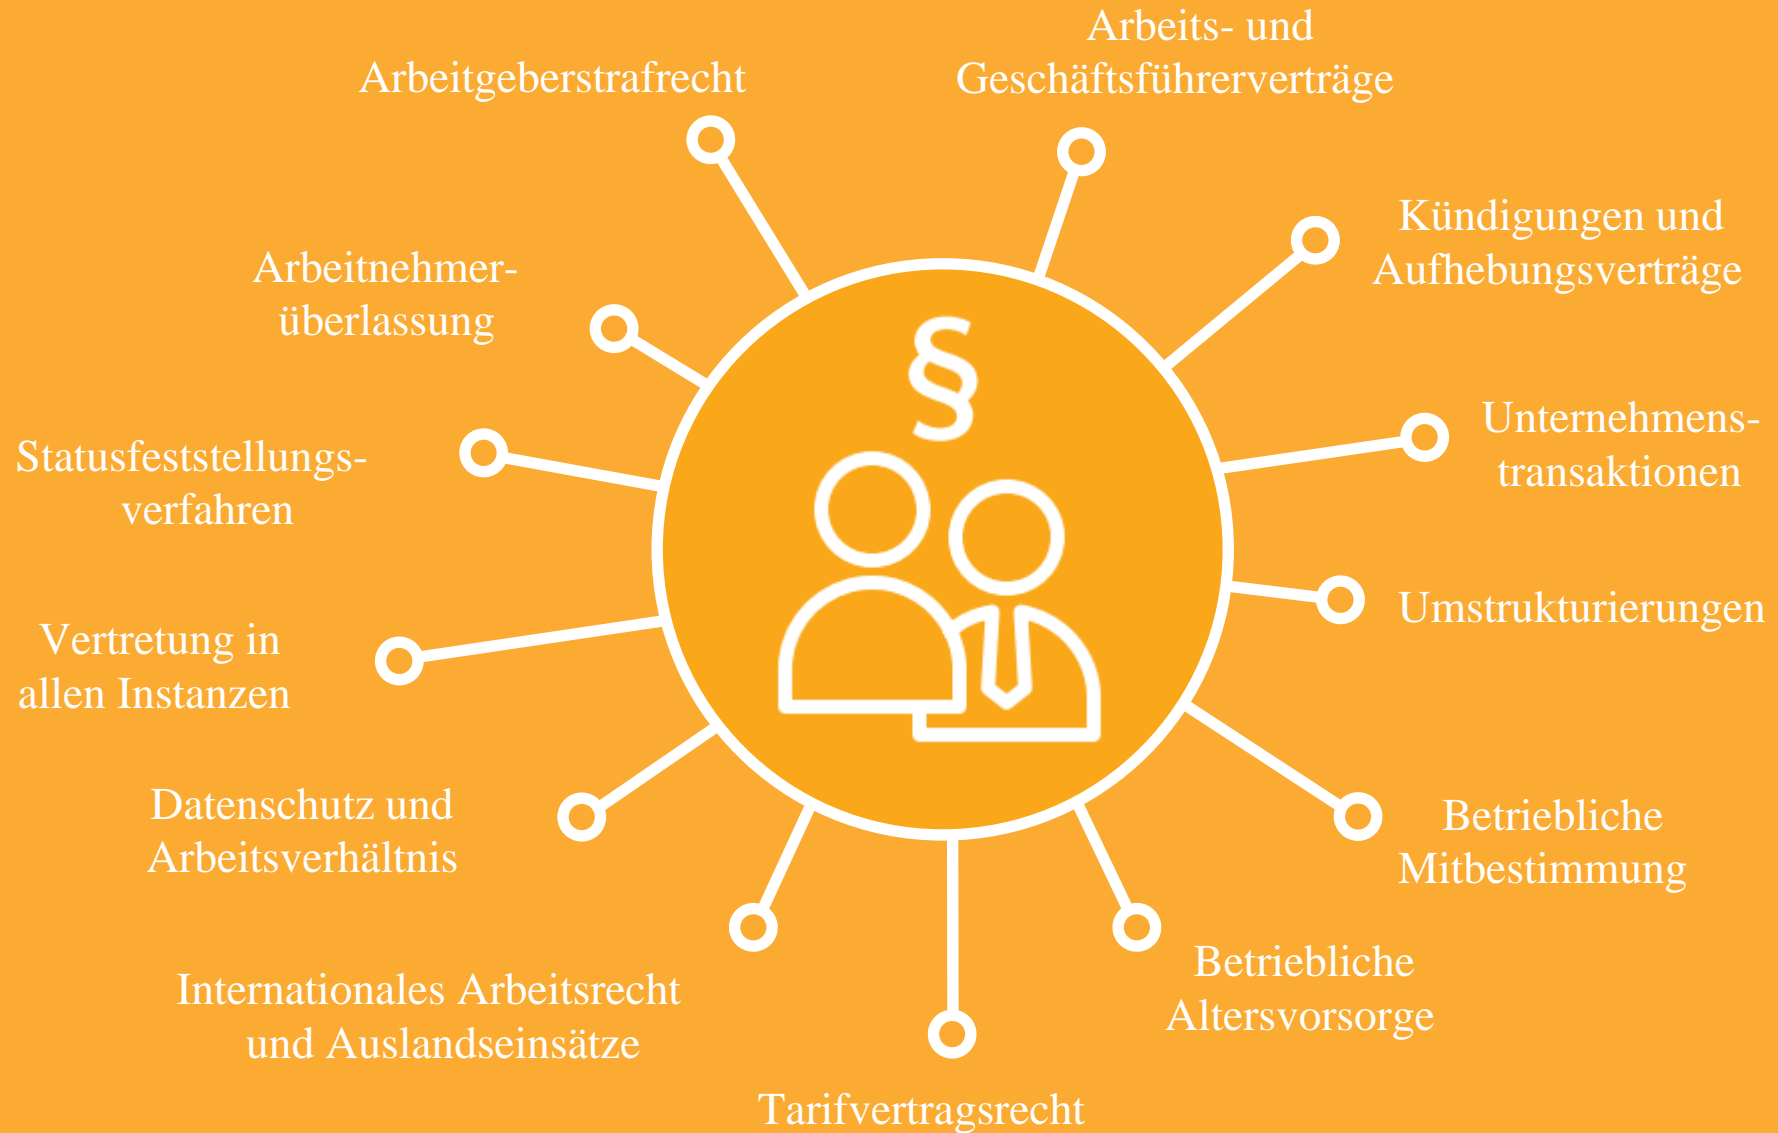 Arbeits- und
Geschäftsführerverträge
Kündigungen und
Aufhebungsverträge
Unternehmens-
transaktionen
Umstrukturierungen
Betriebliche
Mitbestimmung
Betriebliche
Altersvorsorge
Tarifvertragsrecht
Internationales Arbeitsrecht
und Auslandseinsätze
Datenschutz und
Arbeitsverhältnis
Vertretung in
allen Instanzen
Statusfeststellungs-
verfahren
Arbeitnehmer-
überlassung
Arbeitgeberstrafrecht
§